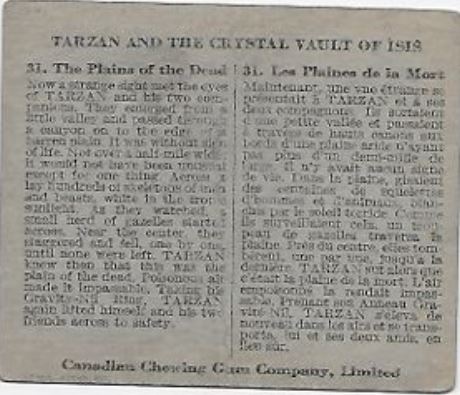 TARZAN AND THE CRYSTAL VAULT OF ISIS
31. The Plains of the Dead
Now a strange sight met the eyes
of TARZAN and his two com-
panions. They emerged from a
little valley and passed through
a canyon on to the edge of a
barren plain. It was without sign
of life. Not over a half-mile wide,
it would not have been unusual
except for one thing. Across it
lay hundreds of skeletons of men
and beasts, white in the tropic
sunlight. As they watched, a
small herd of gazelles started
across. Near the center, they
staggered and fell, one by one,
until none were left. TARZAN
knew then that this was the
plain of the dead. Poisonous air
made it impassable. Taking his
Gravity-Nil Ring, TARZAN
again lifted himself and his two
friends across to safety.
31. Les Plaines de la Mort
Maintenant, une vue étrange se
présentait à TARZAN et à ses
deux compagnons. Ils sortaient
d'une petite vallée et passaient
à travers de hauts canons aux
bords d'une plaine aride n'ayant
pas plus d'un demi-mille de
large. Il n'y avait aucun signe
de vie. Dans la plaine, gisaient
des centaines de squelettes
d'hommes et d'animaux, blan-
chis par le soleil torride. Comme
ils surveillaient cela, un trou-
peau de gazelles traversa la
plaine. Près du centre, elles tom-
bèrent, une par une, jusqu'à la
dernière. TARZAN sut alors que
c'était la plaine de la mort. L'air
empoisonné la rendait impas-
sable. Prenant son Anneau Gra-
vité-Nil, TARZAN s'éleva de
nouveau dans les airs et se trans-
porta, lui et ses deux amis, en
lieu sûr.
Canadian Chewing Gum Company, Limited